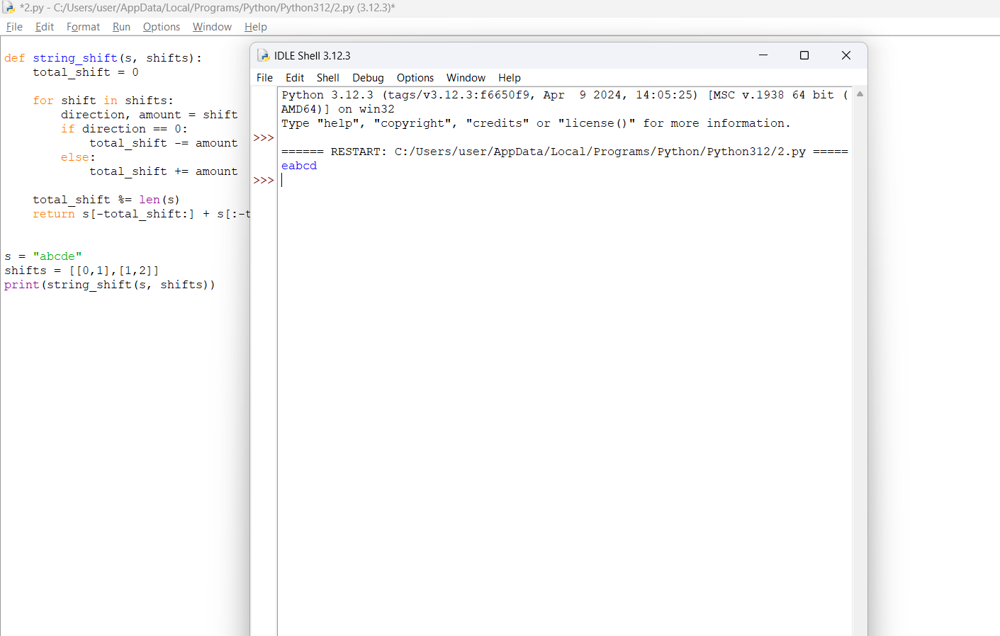 *2.py - C:/Users/user/AppData/Local/Programs/Python/Python312/2.py (3.12.3)*
File Edit Format Run Options Window Help
def string_shift(s, shifts):
    total_shift = 0
    for shift in shifts:
        direction, amount = shift
        if direction == 0:
            total_shift -= amount
        else:
            total_shift += amount
    total_shift %= len(s)
    return s[-total_shift:] + s[:-t
s = "abcde"
shifts = [[0,1],[1,2]]
print(string_shift(s, shifts))
IDLE Shell 3.12.3
File Edit Shell Debug Options Window Help
Python 3.12.3 (tags/v3.12.3:f6650f9, Apr  9 2024, 14:05:25) [MSC v.1938 64 bit (
AMD64)] on win32
Type "help", "copyright", "credits" or "license()" for more information.
>>>
====== RESTART: C:/Users/user/AppData/Local/Programs/Python/Python312/2.py =====
eabcd
>>>